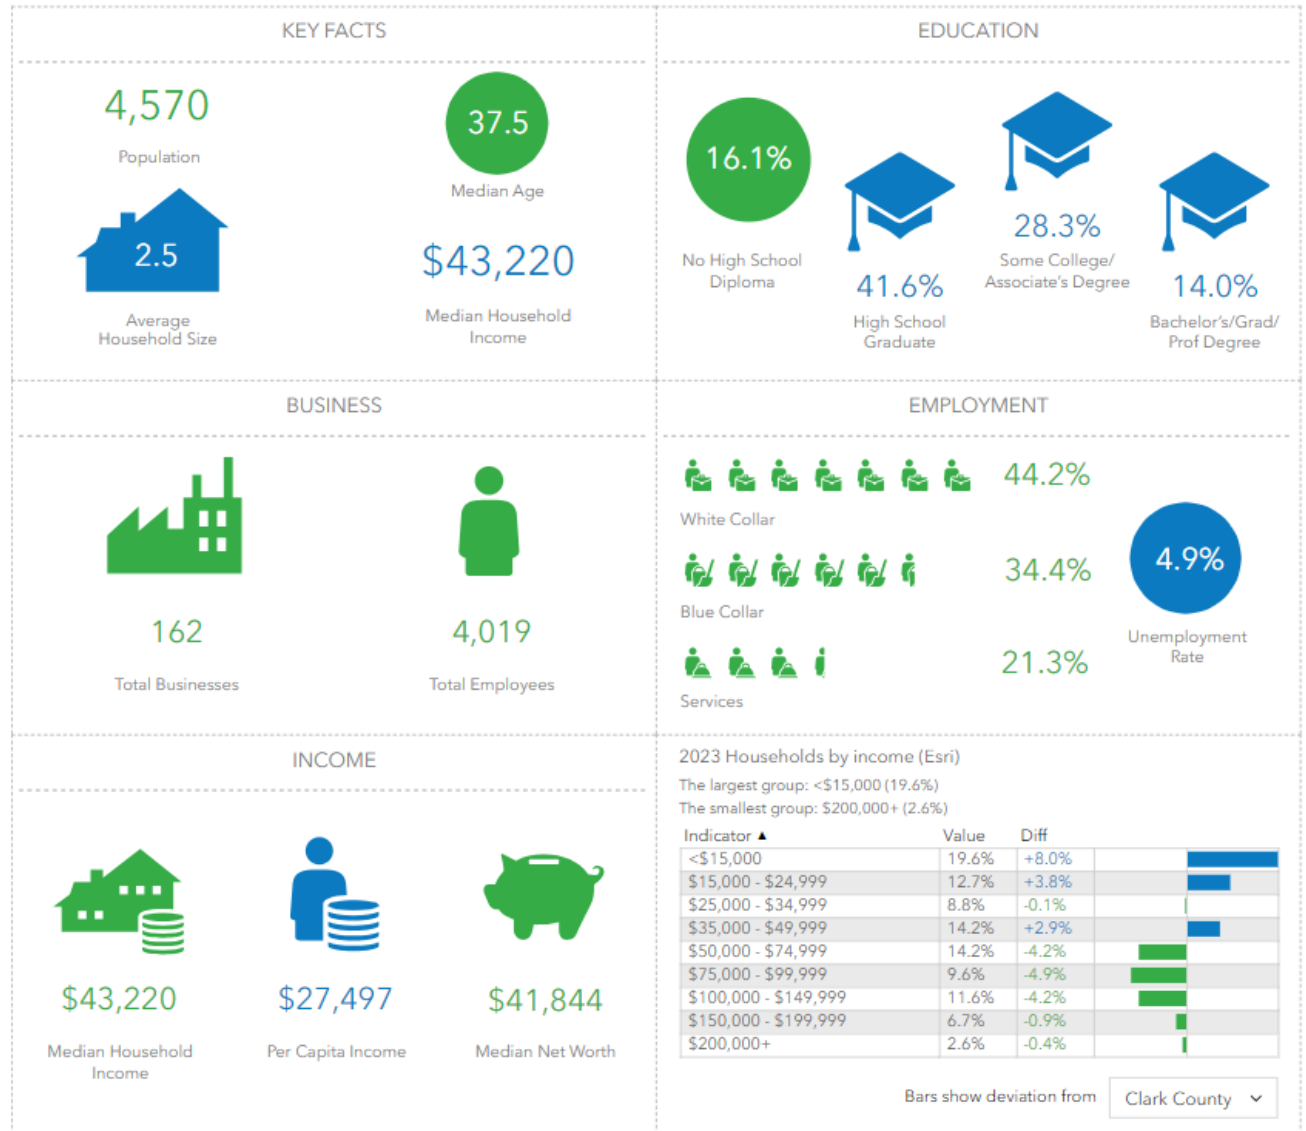 KEY FACTS
4,570
Population
37.5
Median Age
2.5
Average
Household Size
$43,220
Median Household
Income
EDUCATION
16.1%
No High School
Diploma
41.6%
High School
Graduate
28.3%
Some College/
Associate's Degree
14.0%
Bachelor's/Grad/
Prof Degree
BUSINESS
162
Total Businesses
4,019
Total Employees
EMPLOYMENT
44.2%
White Collar
34.4%
Blue Collar
21.3%
Services
4.9%
Unemployment
Rate
INCOME
$43,220
Median Household
Income
$27,497
Per Capita Income
$41,844
Median Net Worth
2023 Households by income (Esri)
The largest group: <$15,000 (19.6%)
The smallest group: $200,000+ (2.6%)
Indicator ▲ Value Diff
<$15,000 19.6% +8.0%
$15,000 - $24,999 12.7% +3.8%
$25,000 - $34,999 8.8% -0.1%
$35,000 - $49,999 14.2% +2.9%
$50,000 - $74,999 14.2% -4.2%
$75,000 - $99,999 9.6% -4.9%
$100,000 - $149,999 11.6% -4.2%
$150,000 - $199,999 6.7% -0.9%
$200,000+ 2.6% -0.4%
Bars show deviation from Clark County